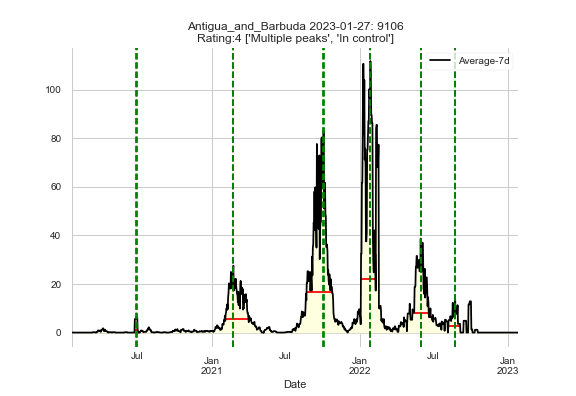 Antigua_and_Barbuda 2023-01-27: 9106
Rating:4 ['Multiple peaks', 'In control']
Average-7d
100
80
60
40
20
0
Jul
Jan
2021
Jul
Jan
2022
Jul
Jan
2023
Date